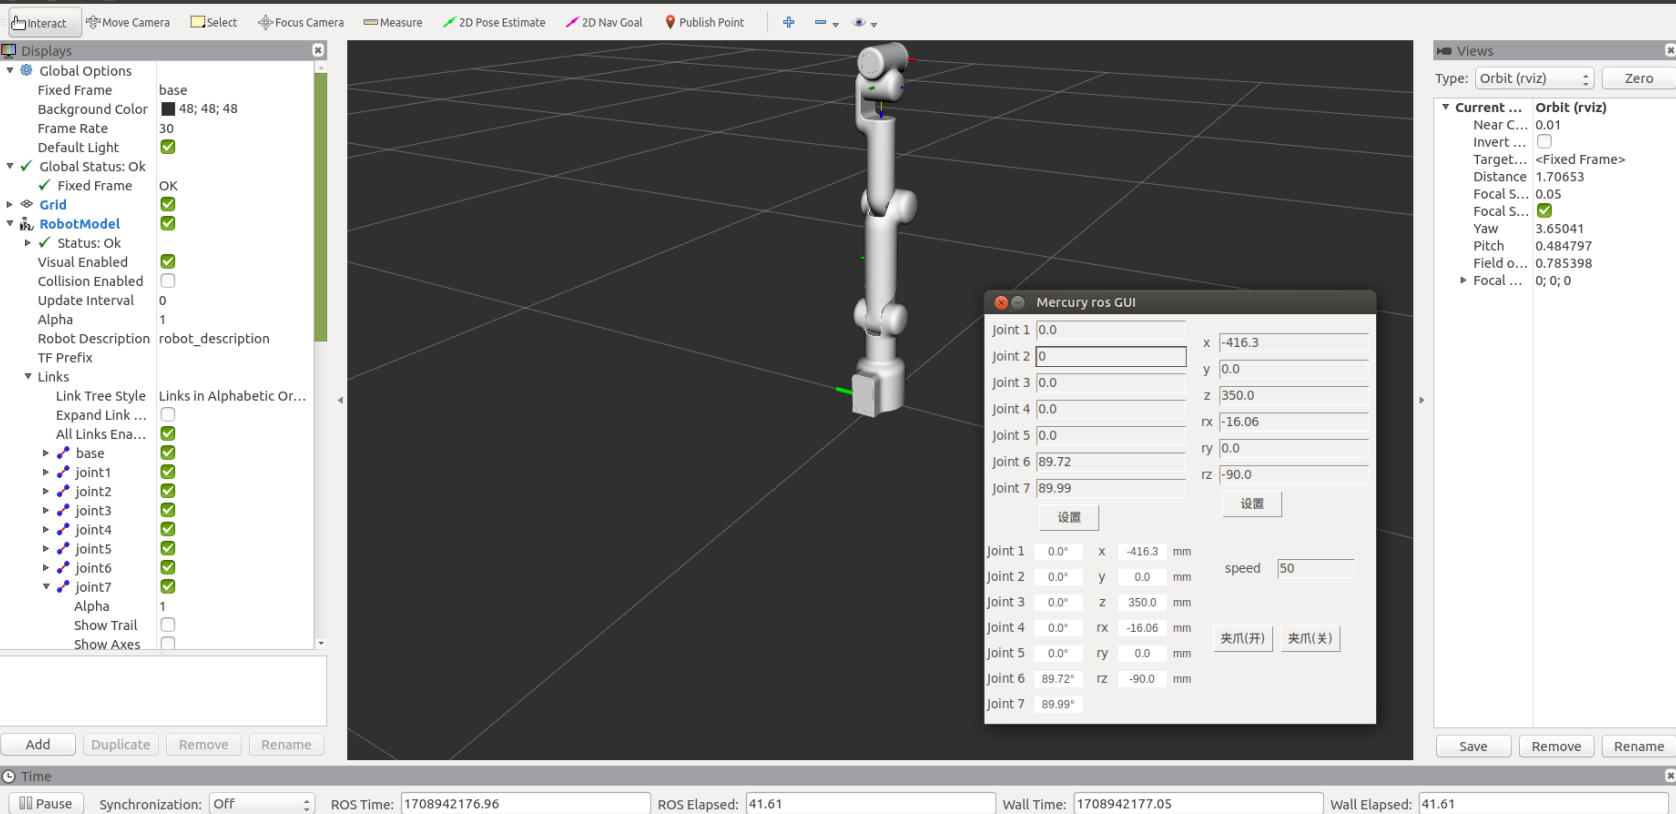 Interact Move Camera Select Focus Camera Measure 2D Pose Estimate 2D Nav Goal Publish Point
Displays
Global Options
Fixed Frame base
Background Color 48; 48; 48
Frame Rate 30
Default Light
Global Status: Ok
Fixed Frame OK
Grid
RobotModel
Status: Ok
Visual Enabled
Collision Enabled
Update Interval 0
Alpha 1
Robot Description robot_description
TF Prefix
Links
Link Tree Style Links in Alphabetic Or...
Expand Link ...
All Links Ena...
base
joint1
joint2
joint3
joint4
joint5
joint6
joint7
Alpha 1
Show Trail
Show Axes
Add Duplicate Remove Rename
Mercury ros GUI
Joint 1 0.0
Joint 2 0
Joint 3 0.0
Joint 4 0.0
Joint 5 0.0
Joint 6 89.72
Joint 7 89.99
设置
x -416.3
y 0.0
z 350.0
rx -16.06
ry 0.0
rz -90.0
设置
Joint 1 0.0° x -416.3 mm
Joint 2 0.0° y 0.0 mm
Joint 3 0.0° z 350.0 mm
Joint 4 0.0° rx -16.06 mm
Joint 5 0.0° ry 0.0 mm
Joint 6 89.72° rz -90.0 mm
Joint 7 89.99°
speed 50
夹爪(开) 夹爪(关)
Views
Type: Orbit (rviz) Zero
Current ... Orbit (rviz)
Near C... 0.01
Invert ...
Target... <Fixed Frame>
Distance 1.70653
Focal S... 0.05
Focal S...
Yaw 3.65041
Pitch 0.484797
Field o... 0.785398
Focal ... 0; 0; 0
Save Remove Rename
Time
Pause Synchronization: Off ROS Time: 1708942176.96 ROS Elapsed: 41.61 Wall Time: 1708942177.05 Wall Elapsed: 41.61